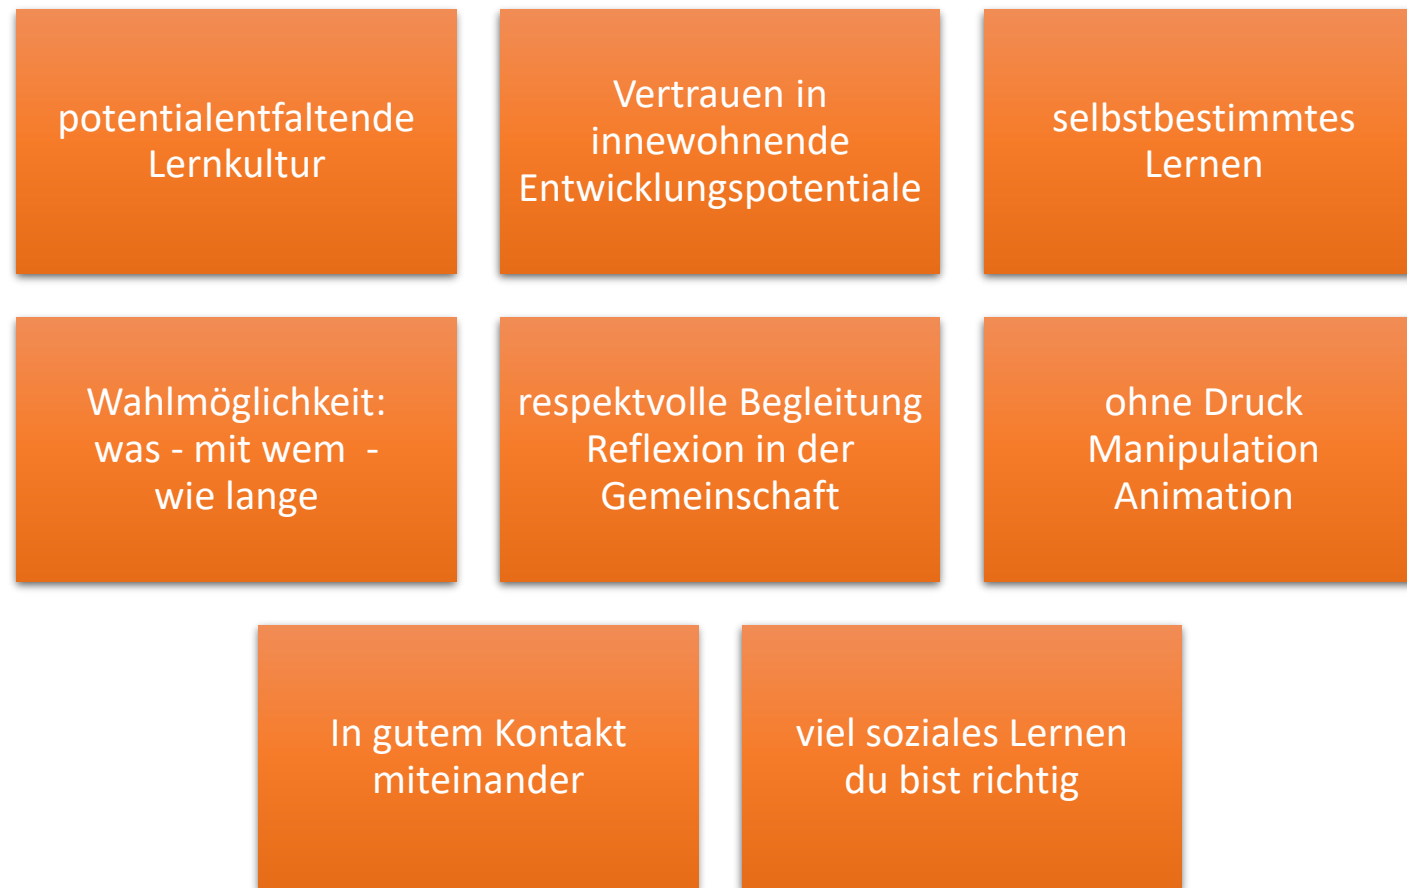 potentialentfaltende
Lernkultur
Vertrauen in
innewohnende
Entwicklungspotentiale
selbstbestimmtes
Lernen
Wahlmöglichkeit:
was - mit wem  -
wie lange
respektvolle Begleitung
Reflexion in der
Gemeinschaft
ohne Druck
Manipulation
Animation
In gutem Kontakt
miteinander
viel soziales Lernen
du bist richtig